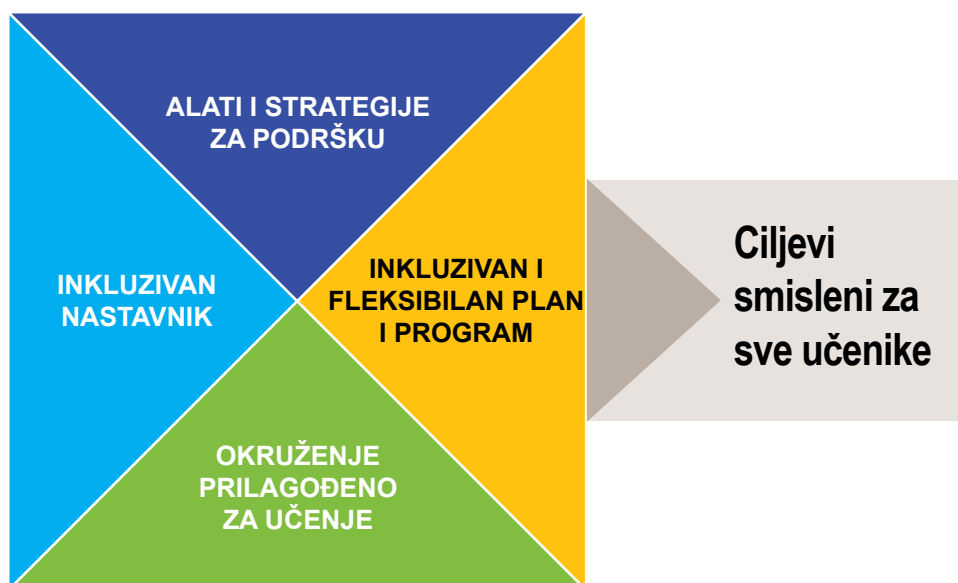 ALATI I STRATEGIJE
ZA PODRŠKU
INKLUZIVAN
NASTAVNIK
INKLUZIVAN I
FLEKSIBILAN PLAN
I PROGRAM
OKRUŽENJE
PRILAGOĐENO
ZA UČENJE
Ciljevi
smisleni za
sve učenike